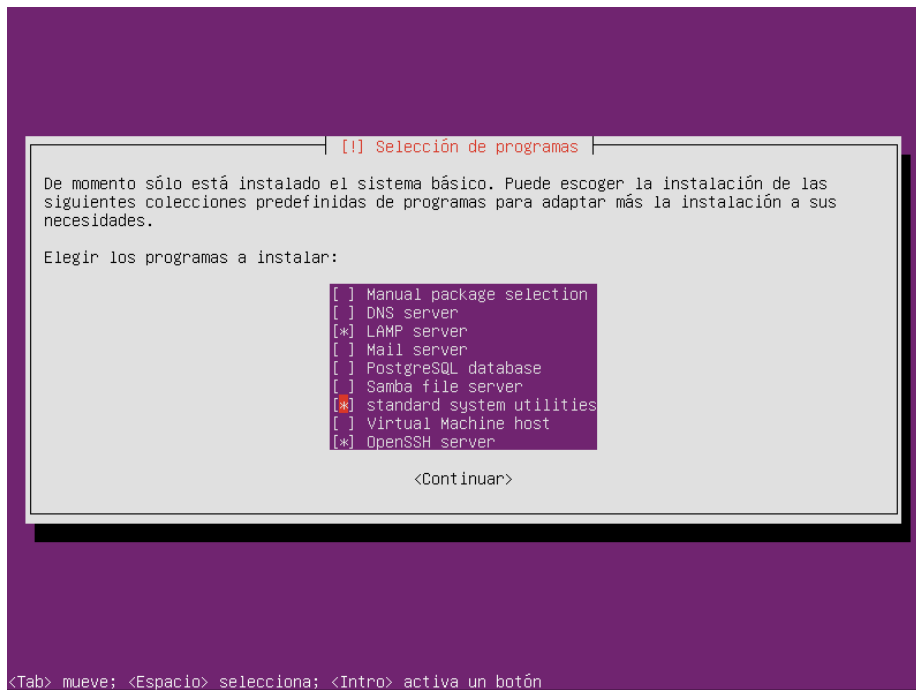 [!] Selección de programas
De momento sólo está instalado el sistema básico. Puede escoger la instalación de las
siguientes colecciones predefinidas de programas para adaptar más la instalación a sus
necesidades.
Elegir los programas a instalar:
[ ] Manual package selection
[ ] DNS server
[*] LAMP server
[ ] Mail server
[ ] PostgreSQL database
[ ] Samba file server
[*] standard system utilities
[ ] Virtual Machine host
[*] OpenSSH server
<Continuar>
<Tab> mueve; <Espacio> selecciona; <Intro> activa un botón